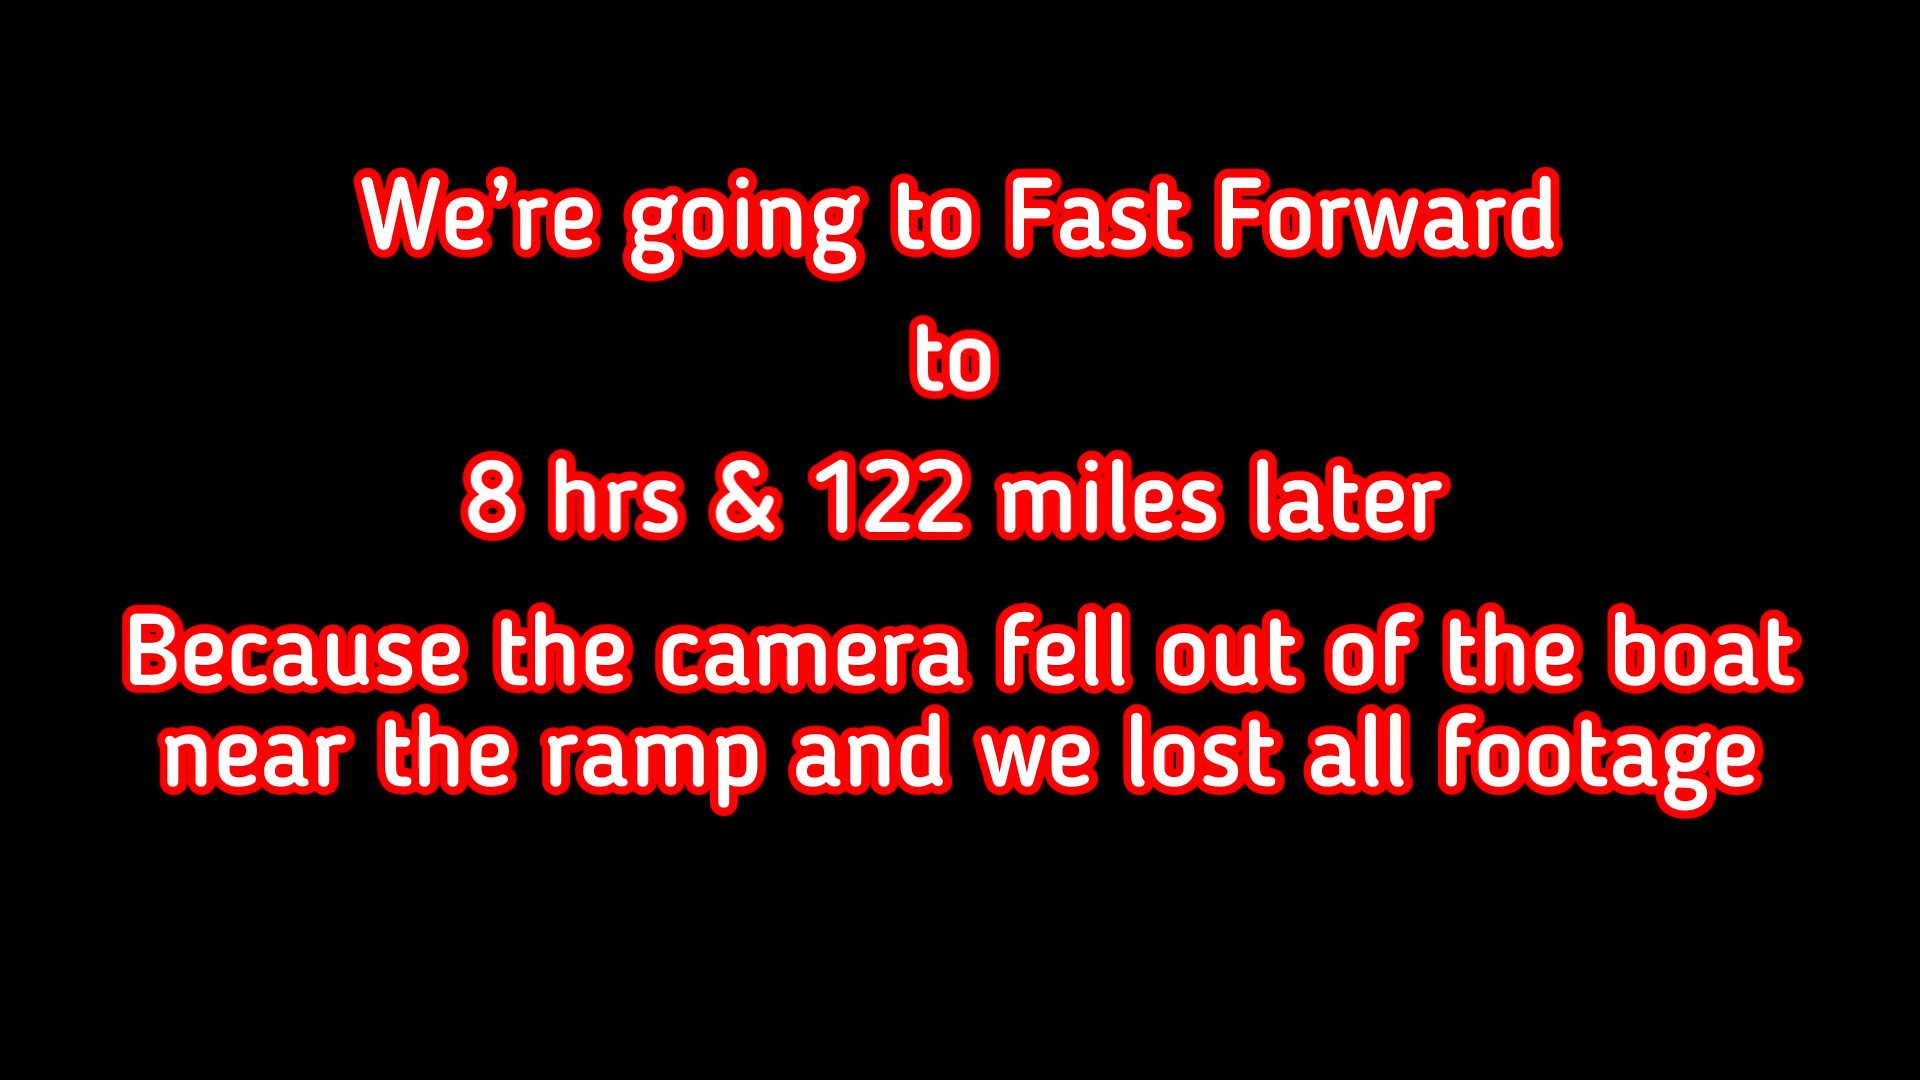 We’re going to Fast Forward
to
8 hrs & 122 miles later
Because the camera fell out of the boat
near the ramp and we lost all footage